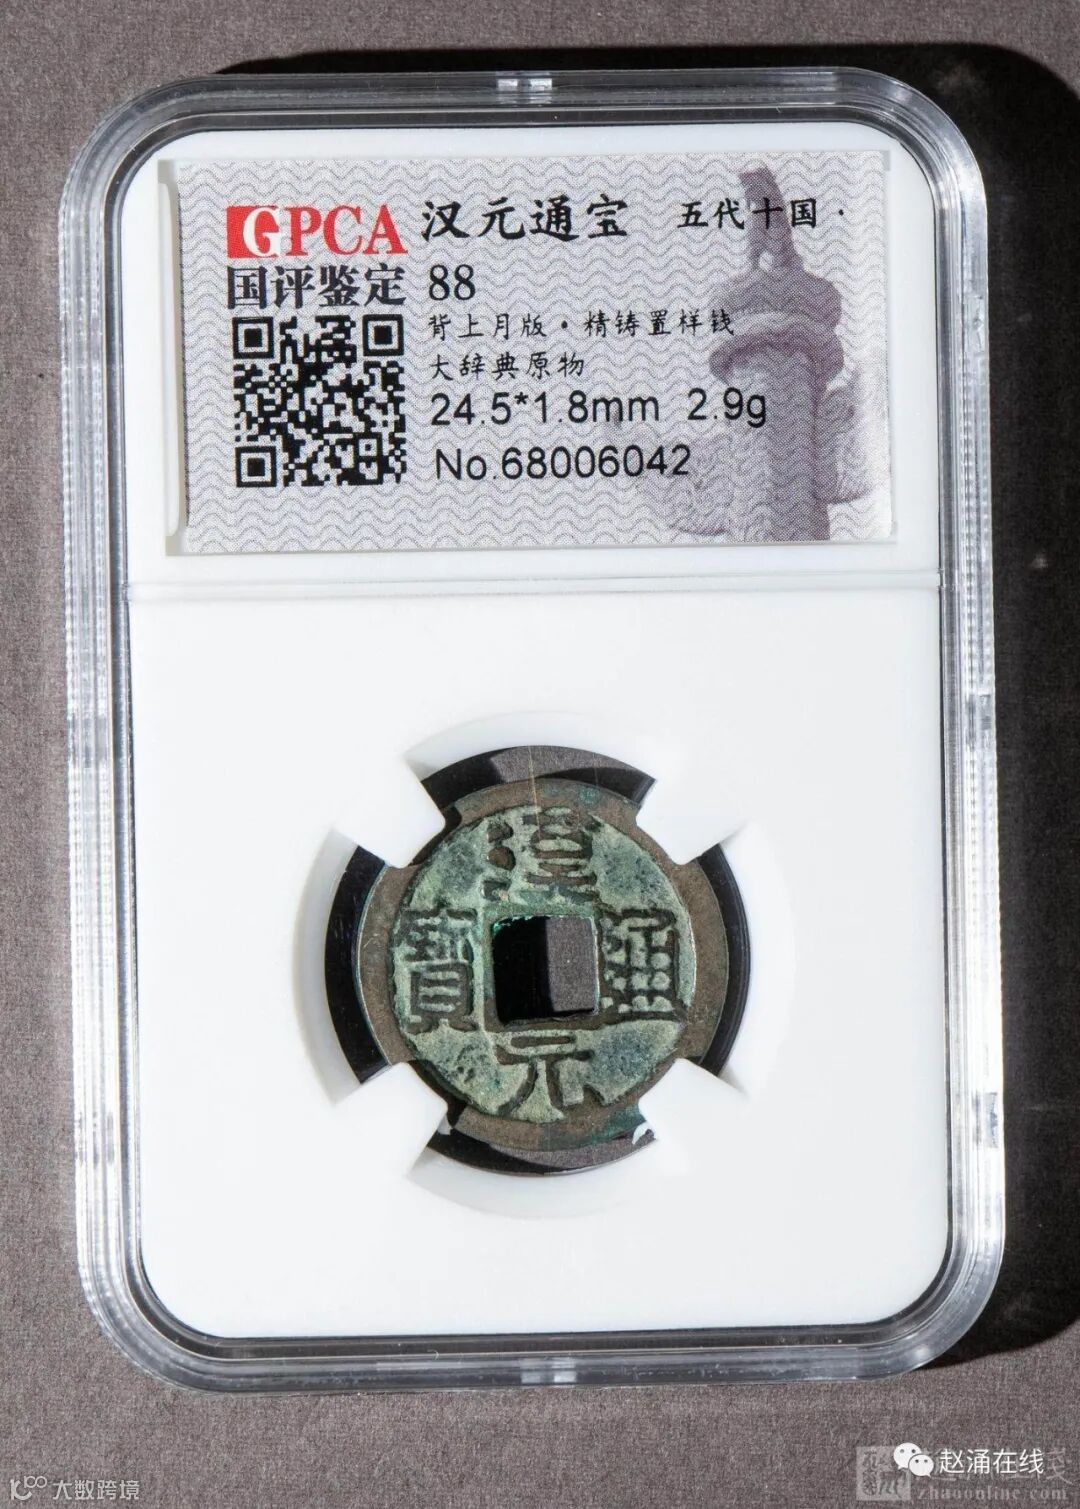 GPCA 汉元通宝 五代十国·
国评鉴定 88
背上月版·精铸置样钱
大辞典原物
24.5*1.8mm 2.9g
No.68006042
漢
寶 通
元
赵涌在线
zhaoonline.com
大数跨境